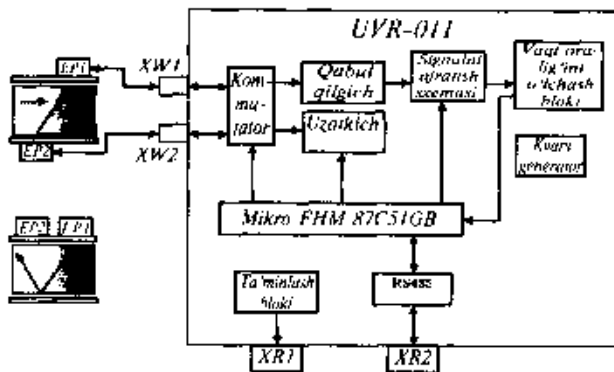 UVR-011
EP1
XW1
Kom
mu-
tator
Qabul
qilgich
Signalni
ajratish
sxemasi
Vaqt ora-
lig'ini
o'lchash
bloki
Uzatkich
EP2
XW2
Kvars
generator
Mikro EHM 87C51GB
EP2
EP1
Ta'minlash
bloki
RS485
XR1
XR2